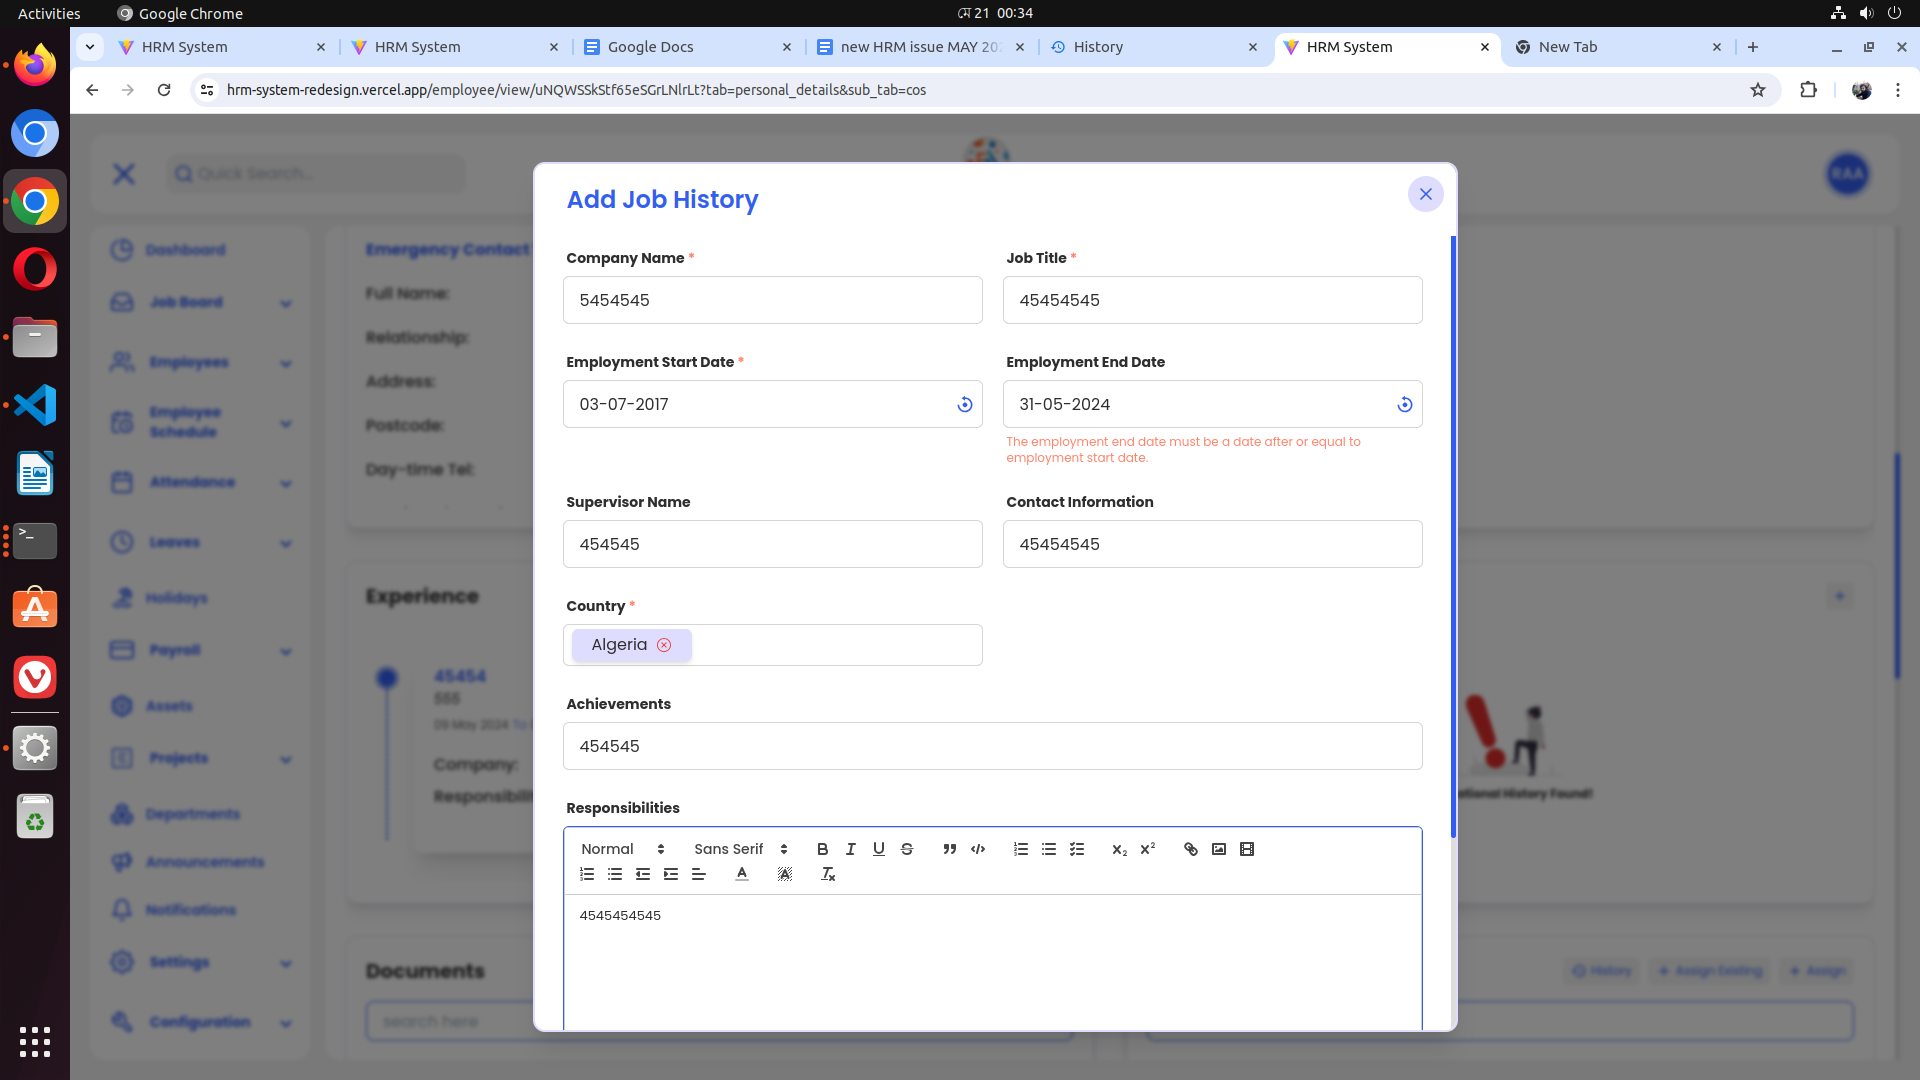 Activities
Google Chrome
মে 21 00:34
HRM System
HRM System
Google Docs
new HRM issue MAY 202
History
HRM System
New Tab
hrm-system-redesign.vercel.app/employee/view/uNQWSSkStf65eSGrLNlrLt?tab=personal_details&sub_tab=cos
Quick Search...
RAA
Dashboard
Job Board
Employees
Employee
Schedule
Attendance
Leaves
Holidays
Payroll
Assets
Projects
Departments
Announcements
Notifications
Settings
Configuration
Emergency Contact
Full Name:
Relationship:
Address:
Postcode:
Day-time Tel:
Experience
45454
555
09 May 2024 To
Company:
Documents
search here
Add Job History
Company Name *
Job Title *
5454545
45454545
Employment Start Date *
Employment End Date
03-07-2017
31-05-2024
The employment end date must be a date after or equal to
employment start date.
Supervisor Name
Contact Information
454545
45454545
Country *
Algeria
Achievements
454545
Responsibilities
Normal
Sans Serif
4545454545
History Found!
History
+ Assign Existing
+ Assign